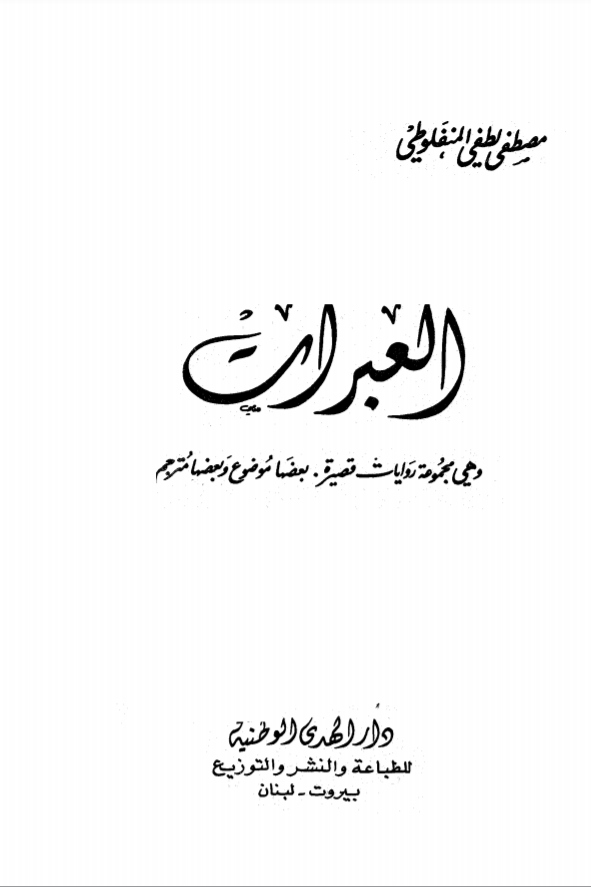 مصطفى لطفي المنفلوطي
العبرات
وهي مجموعة روايات قصيرة . بعضها موضوع وبعضها مترجم
دار الهدى الوطنية
للطباعة والنشر والتوزيع
بيروت - لبنان